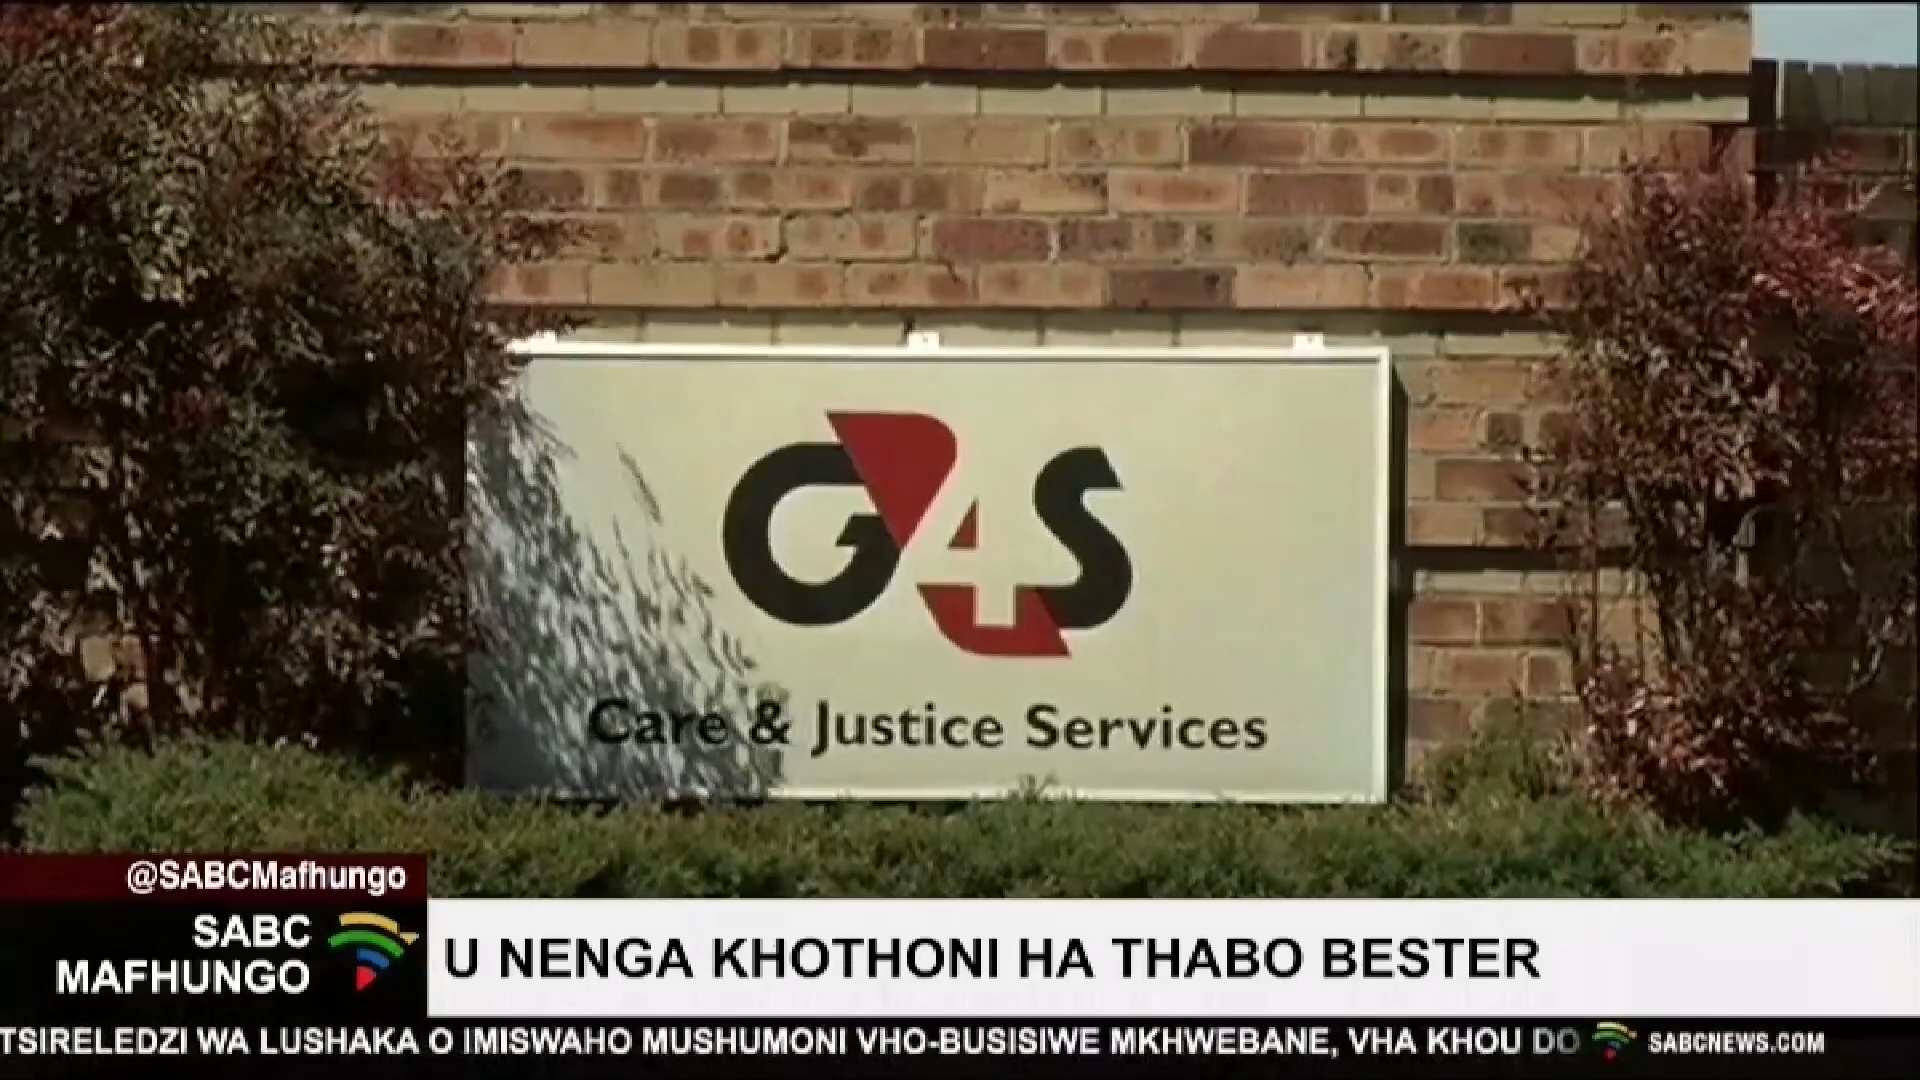 G4S
Care & Justice Services
@SABCMafhungo
SABC
MAFHUNGO
U NENGA KHOTHONI HA THABO BESTER
TSIRELEDZI WA LUSHAKA O IMISWAHO MUSHUMONI VHO-BUSISIWE MKHWEBANE, VHA KHOU DO
SABCNEWS.COM